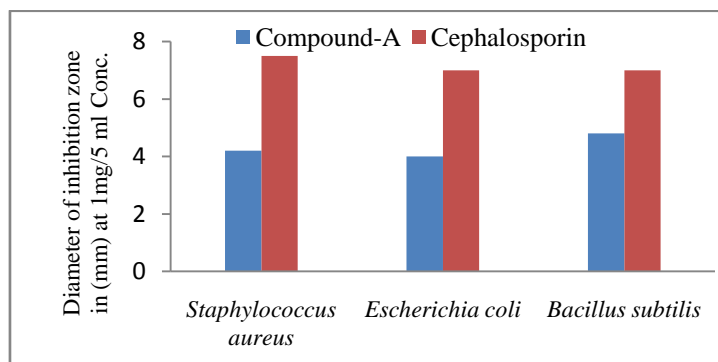 Compound-A Cephalosporin
Diameter of inhibition zone
in (mm) at 1mg/5 ml Conc.
8
6
4
2
0
Staphylococcus
aureus
Escherichia coli
Bacillus subtilis